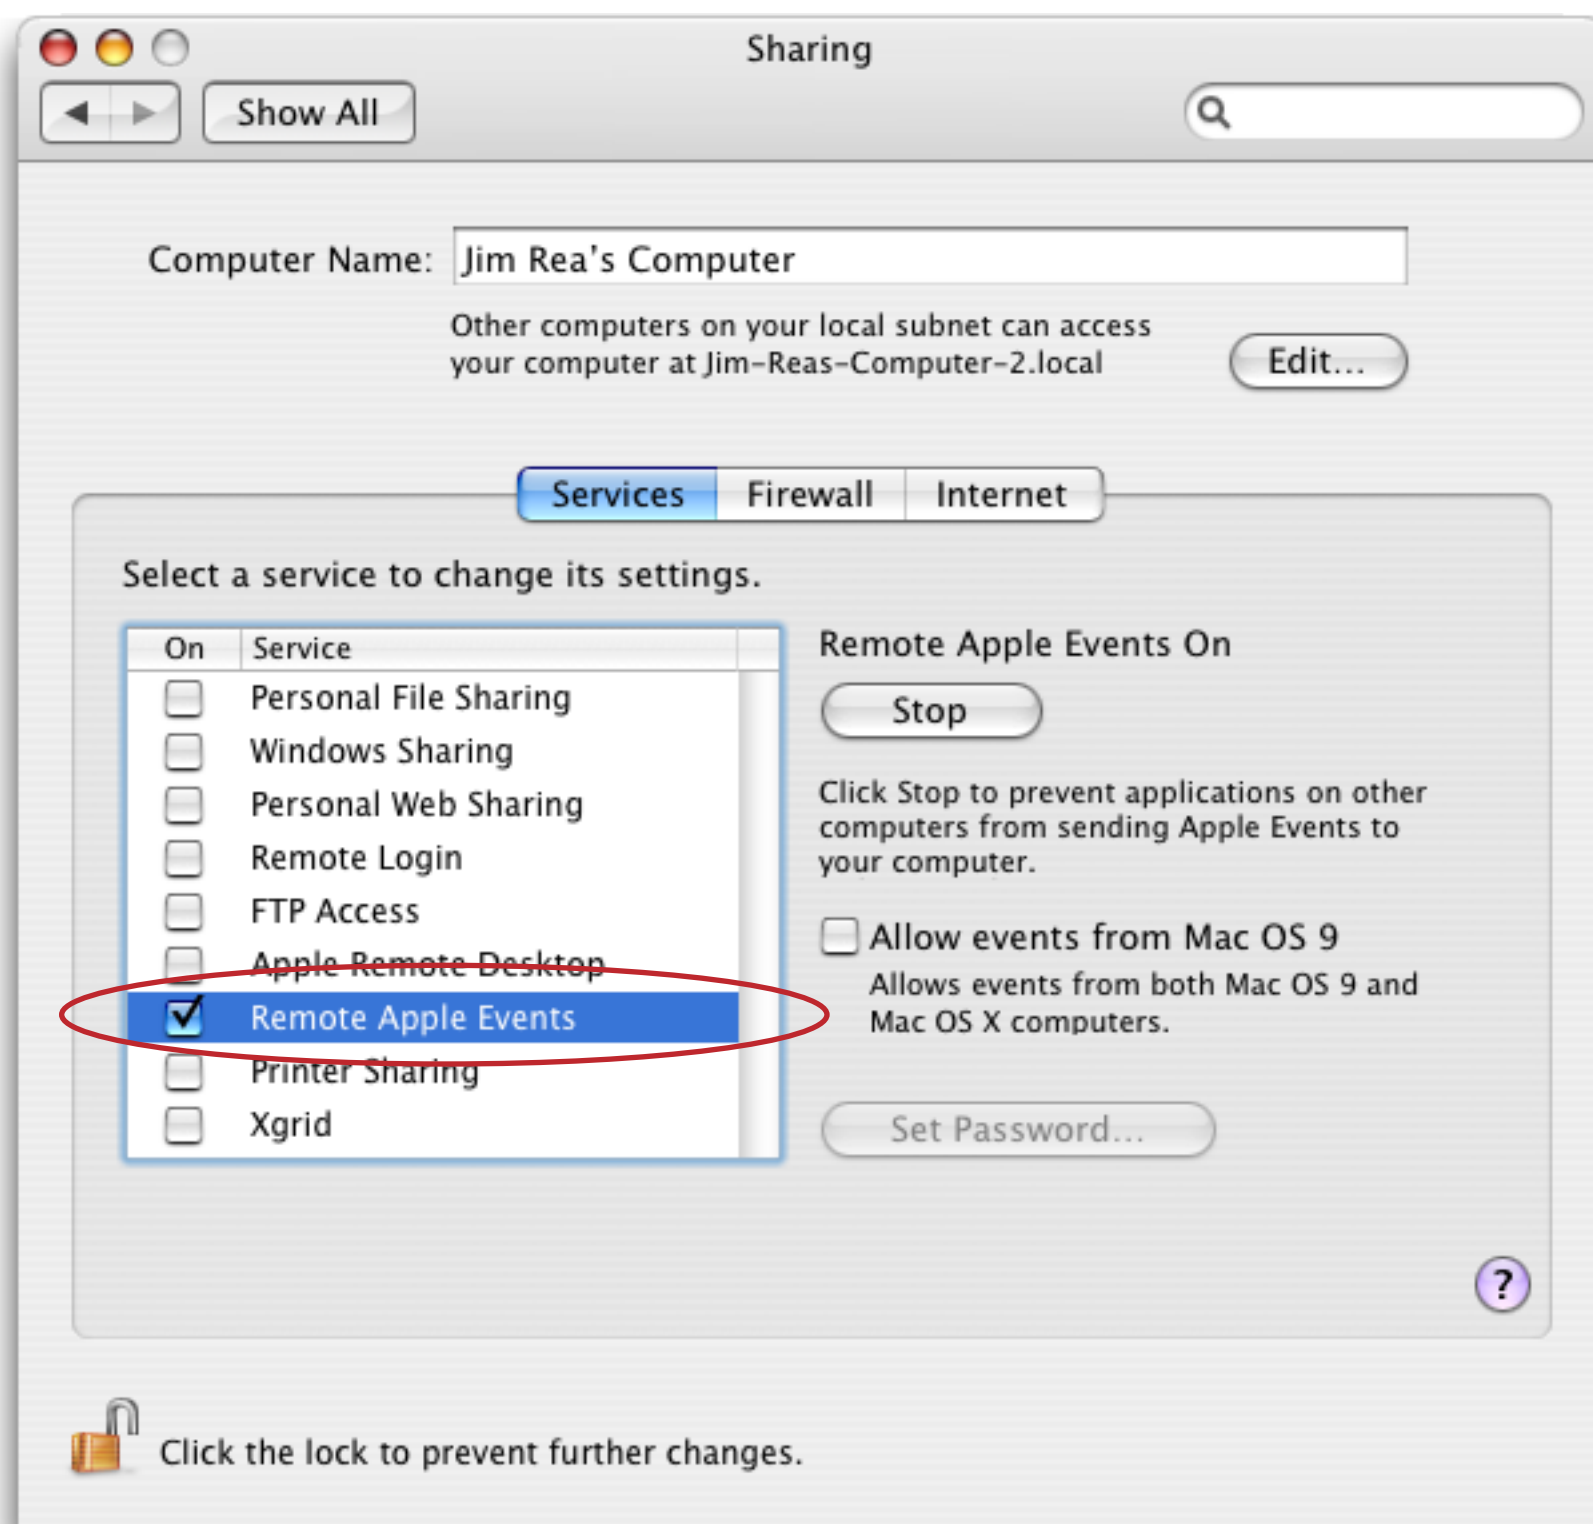 Sharing
Show All
Computer Name: Jim Rea's Computer
Other computers on your local subnet can access
your computer at Jim-Reas-Computer-2.local
Edit...
Services Firewall Internet
Select a service to change its settings.
On Service
Personal File Sharing
Windows Sharing
Personal Web Sharing
Remote Login
FTP Access
Apple Remote Desktop
Remote Apple Events
Printer Sharing
Xgrid
Remote Apple Events On
Stop
Click Stop to prevent applications on other
computers from sending Apple Events to
your computer.
Allow events from Mac OS 9
Allows events from both Mac OS 9 and
Mac OS X computers.
Set Password...
?
Click the lock to prevent further changes.